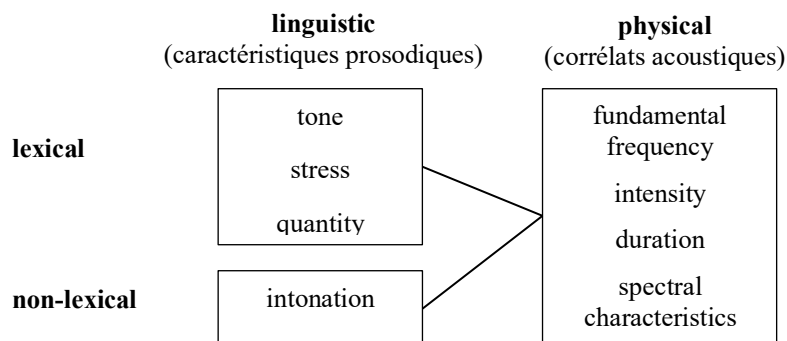 linguistic
(caractéristiques prosodiques)
physical
(corrélats acoustiques)
lexical
tone
stress
quantity
non-lexical
intonation
fundamental
frequency
intensity
duration
spectral
characteristics